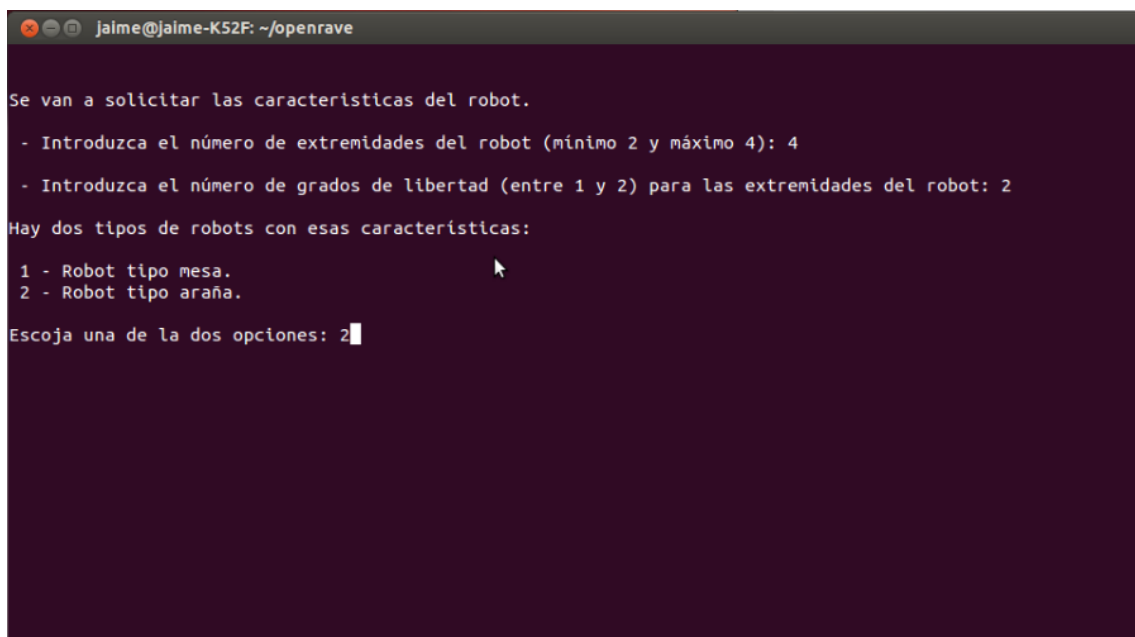 jaime@jaime-K52F: ~/openrave
Se van a solicitar las caracteristicas del robot.
- Introduzca el número de extremidades del robot (mínimo 2 y máximo 4): 4
- Introduzca el número de grados de libertad (entre 1 y 2) para las extremidades del robot: 2
Hay dos tipos de robots con esas características:
1 - Robot tipo mesa.
2 - Robot tipo araña.
Escoja una de la dos opciones: 2